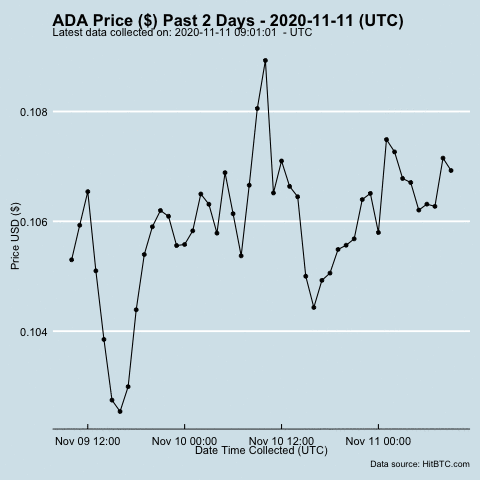 ADA Price ($) Past 2 Days - 2020-11-11 (UTC)
Latest data collected on: 2020-11-11 09:01:01 - UTC
0.108
0.106
0.104
Price USD ($)
Nov 09 12:00 Nov 10 00:00 Nov 10 12:00 Nov 11 00:00
Date Time Collected (UTC)
Data source: HitBTC.com